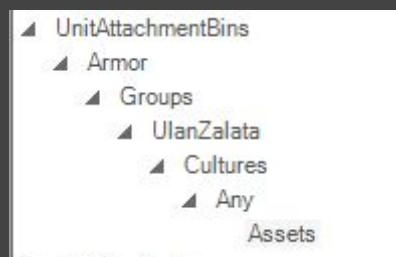 UnitAttachmentBins
Armor
Groups
UlanZalata
Cultures
Any
Assets